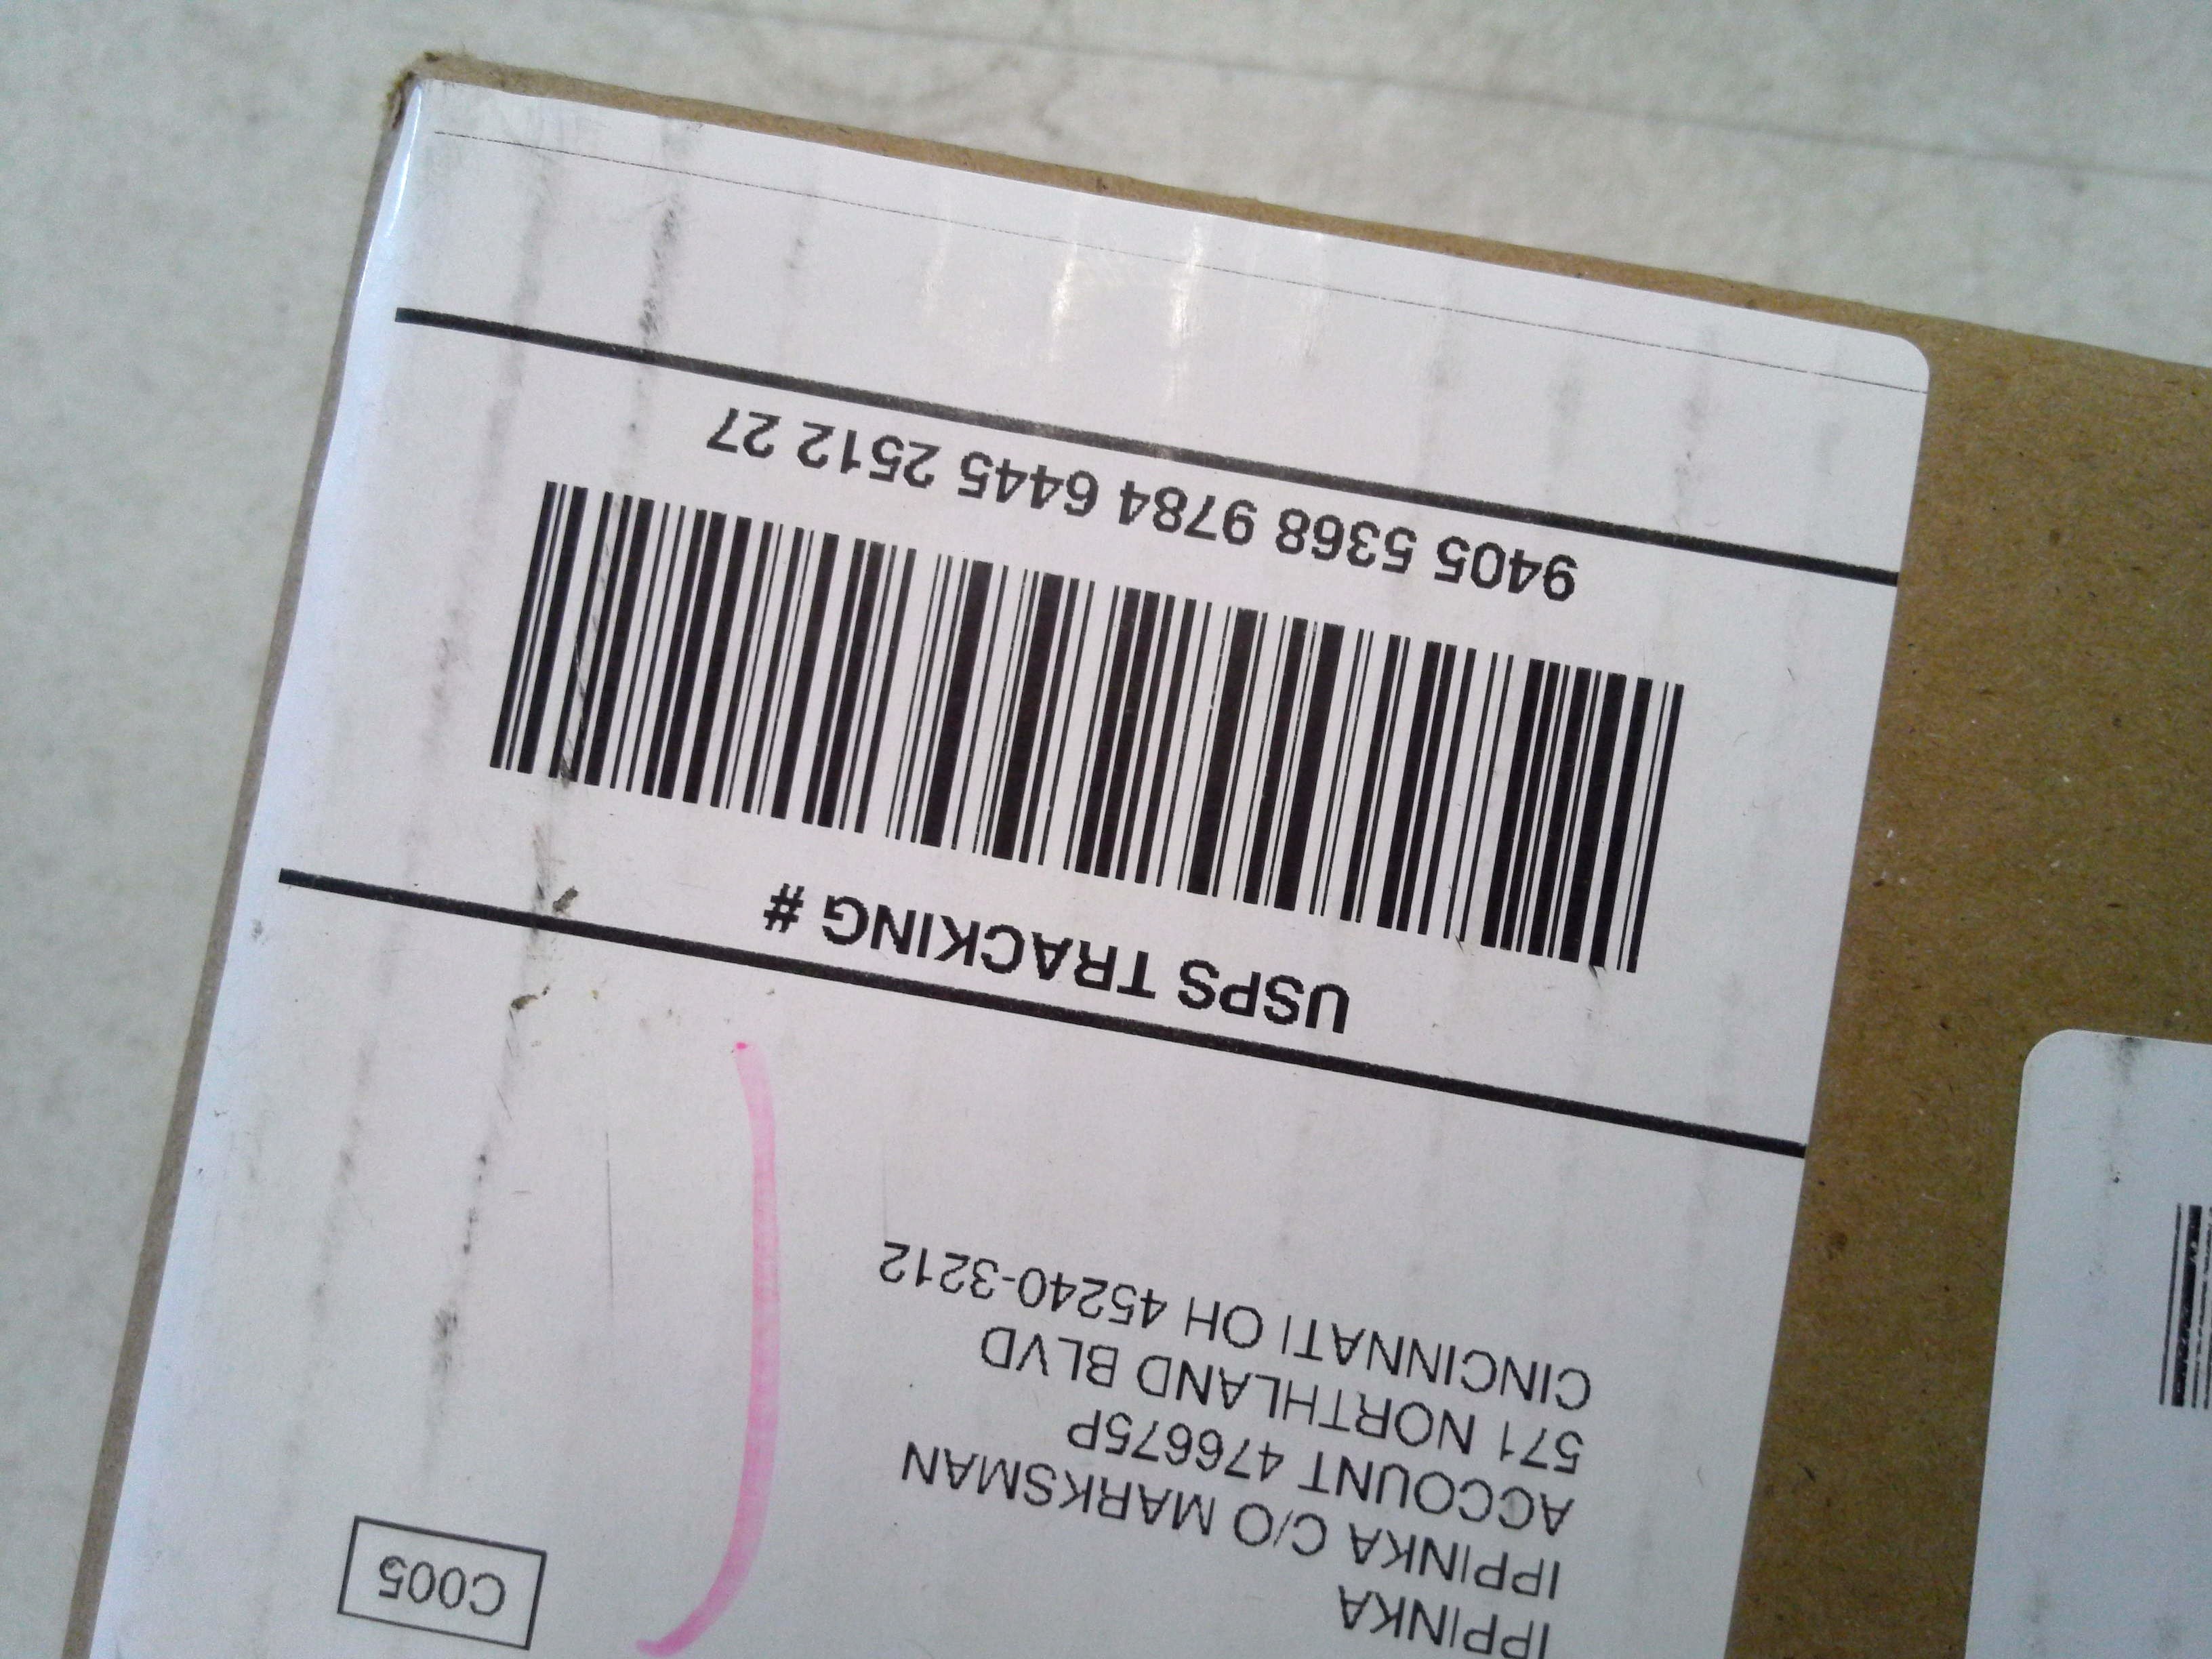 C005
IPPINKA
IPPINKA C/O MARKSMAN
ACCOUNT 476675P
571 NORTHLAND BLVD
CINCINNATI OH 45240-3212
USPS TRACKING #
9405 5368 9784 6445 2512 27